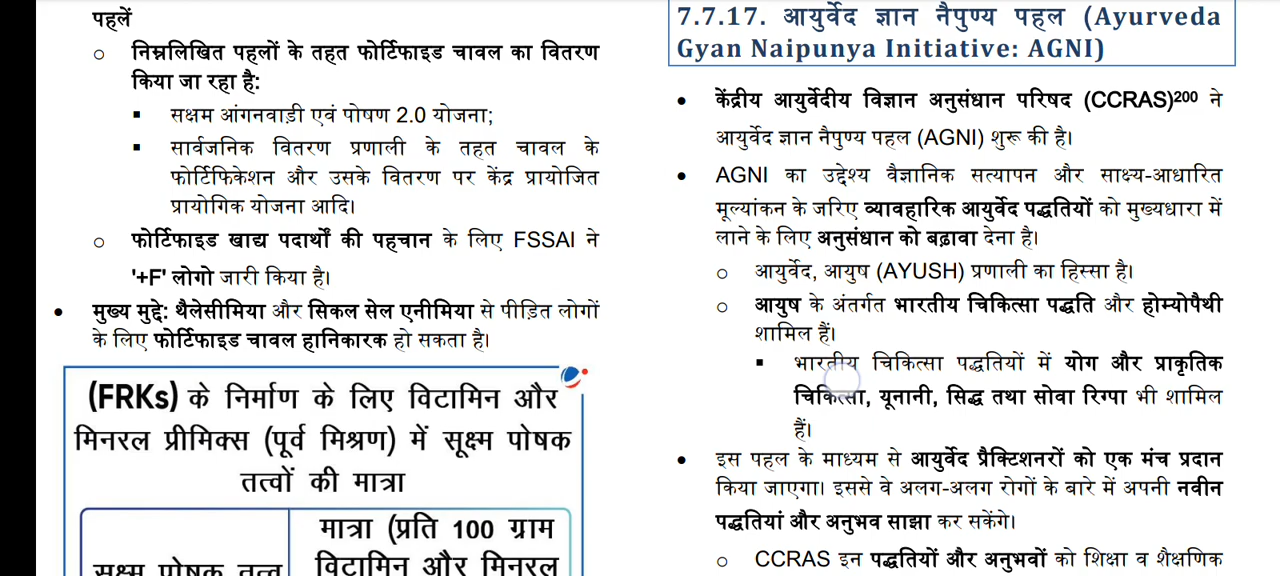 पहलें
o निम्नलिखित पहलों के तहत फोर्टिफाइड चावल का वितरण
किया जा रहा है:
▪ सक्षम आंगनवाड़ी एवं पोषण 2.0 योजना;
▪ सार्वजनिक वितरण प्रणाली के तहत चावल के
फोर्टिफिकेशन और उसके वितरण पर केंद्र प्रायोजित
प्रायोगिक योजना आदि।
o फोर्टिफाइड खाद्य पदार्थों की पहचान के लिए FSSAI ने
'+F' लोगो जारी किया है।
• मुख्य मुद्दे: थैलेसीमिया और सिकल सेल एनीमिया से पीड़ित लोगों
के लिए फोर्टिफाइड चावल हानिकारक हो सकता है।
(FRKs) के निर्माण के लिए विटामिन और
मिनरल प्रीमिक्स (पूर्व मिश्रण) में सूक्ष्म पोषक
तत्वों की मात्रा
सूक्ष्म पोषक तत्व
मात्रा (प्रति 100 ग्राम
विटामिन और मिनरल
7.7.17. आयुर्वेद ज्ञान नैपुण्य पहल (Ayurveda
Gyan Naipunya Initiative: AGNI)
• केंद्रीय आयुर्वेदीय विज्ञान अनुसंधान परिषद (CCRAS)200 ने
आयुर्वेद ज्ञान नैपुण्य पहल (AGNI) शुरू की है।
• AGNI का उद्देश्य वैज्ञानिक सत्यापन और साक्ष्य-आधारित
मूल्यांकन के जरिए व्यावहारिक आयुर्वेद पद्धतियों को मुख्यधारा में
लाने के लिए अनुसंधान को बढ़ावा देना है।
o आयुर्वेद, आयुष (AYUSH) प्रणाली का हिस्सा है।
o आयुष के अंतर्गत भारतीय चिकित्सा पद्धति और होम्योपैथी
शामिल हैं।
▪ भारतीय चिकित्सा पद्धतियों में योग और प्राकृतिक
चिकित्सा, यूनानी, सिद्ध तथा सोवा रिग्पा भी शामिल
हैं।
• इस पहल के माध्यम से आयुर्वेद प्रैक्टिशनरों को एक मंच प्रदान
किया जाएगा। इससे वे अलग-अलग रोगों के बारे में अपनी नवीन
पद्धतियां और अनुभव साझा कर सकेंगे।
o CCRAS इन पद्धतियों और अनुभवों को शिक्षा व शैक्षणिक